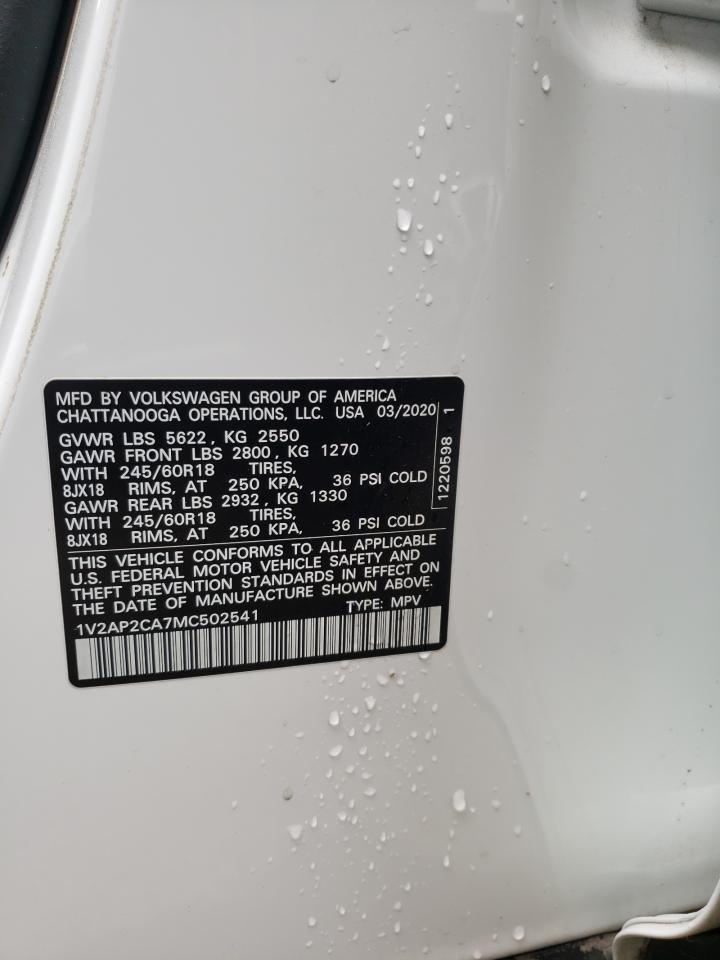 MFD BY VOLKSWAGEN GROUP OF AMERICA
CHATTANOOGA OPERATIONS, LLC. USA 03/2020
GVWR LBS 5622, KG 2550
GAWR FRONT LBS 2800, KG 1270
WITH 245/60R18 TIRES,
8JX18 RIMS, AT 250 KPA, 36 PSI COLD
GAWR REAR LBS 2932, KG 1330
WITH 245/60R18 TIRES,
8JX18 RIMS, AT 250 KPA, 36 PSI COLD
THIS VEHICLE CONFORMS TO ALL APPLICABLE
U.S. FEDERAL MOTOR VEHICLE SAFETY AND
THEFT PREVENTION STANDARDS IN EFFECT ON
THE DATE OF MANUFACTURE SHOWN ABOVE.
1V2AP2CA7MC502541 TYPE: MPV
1220598 1